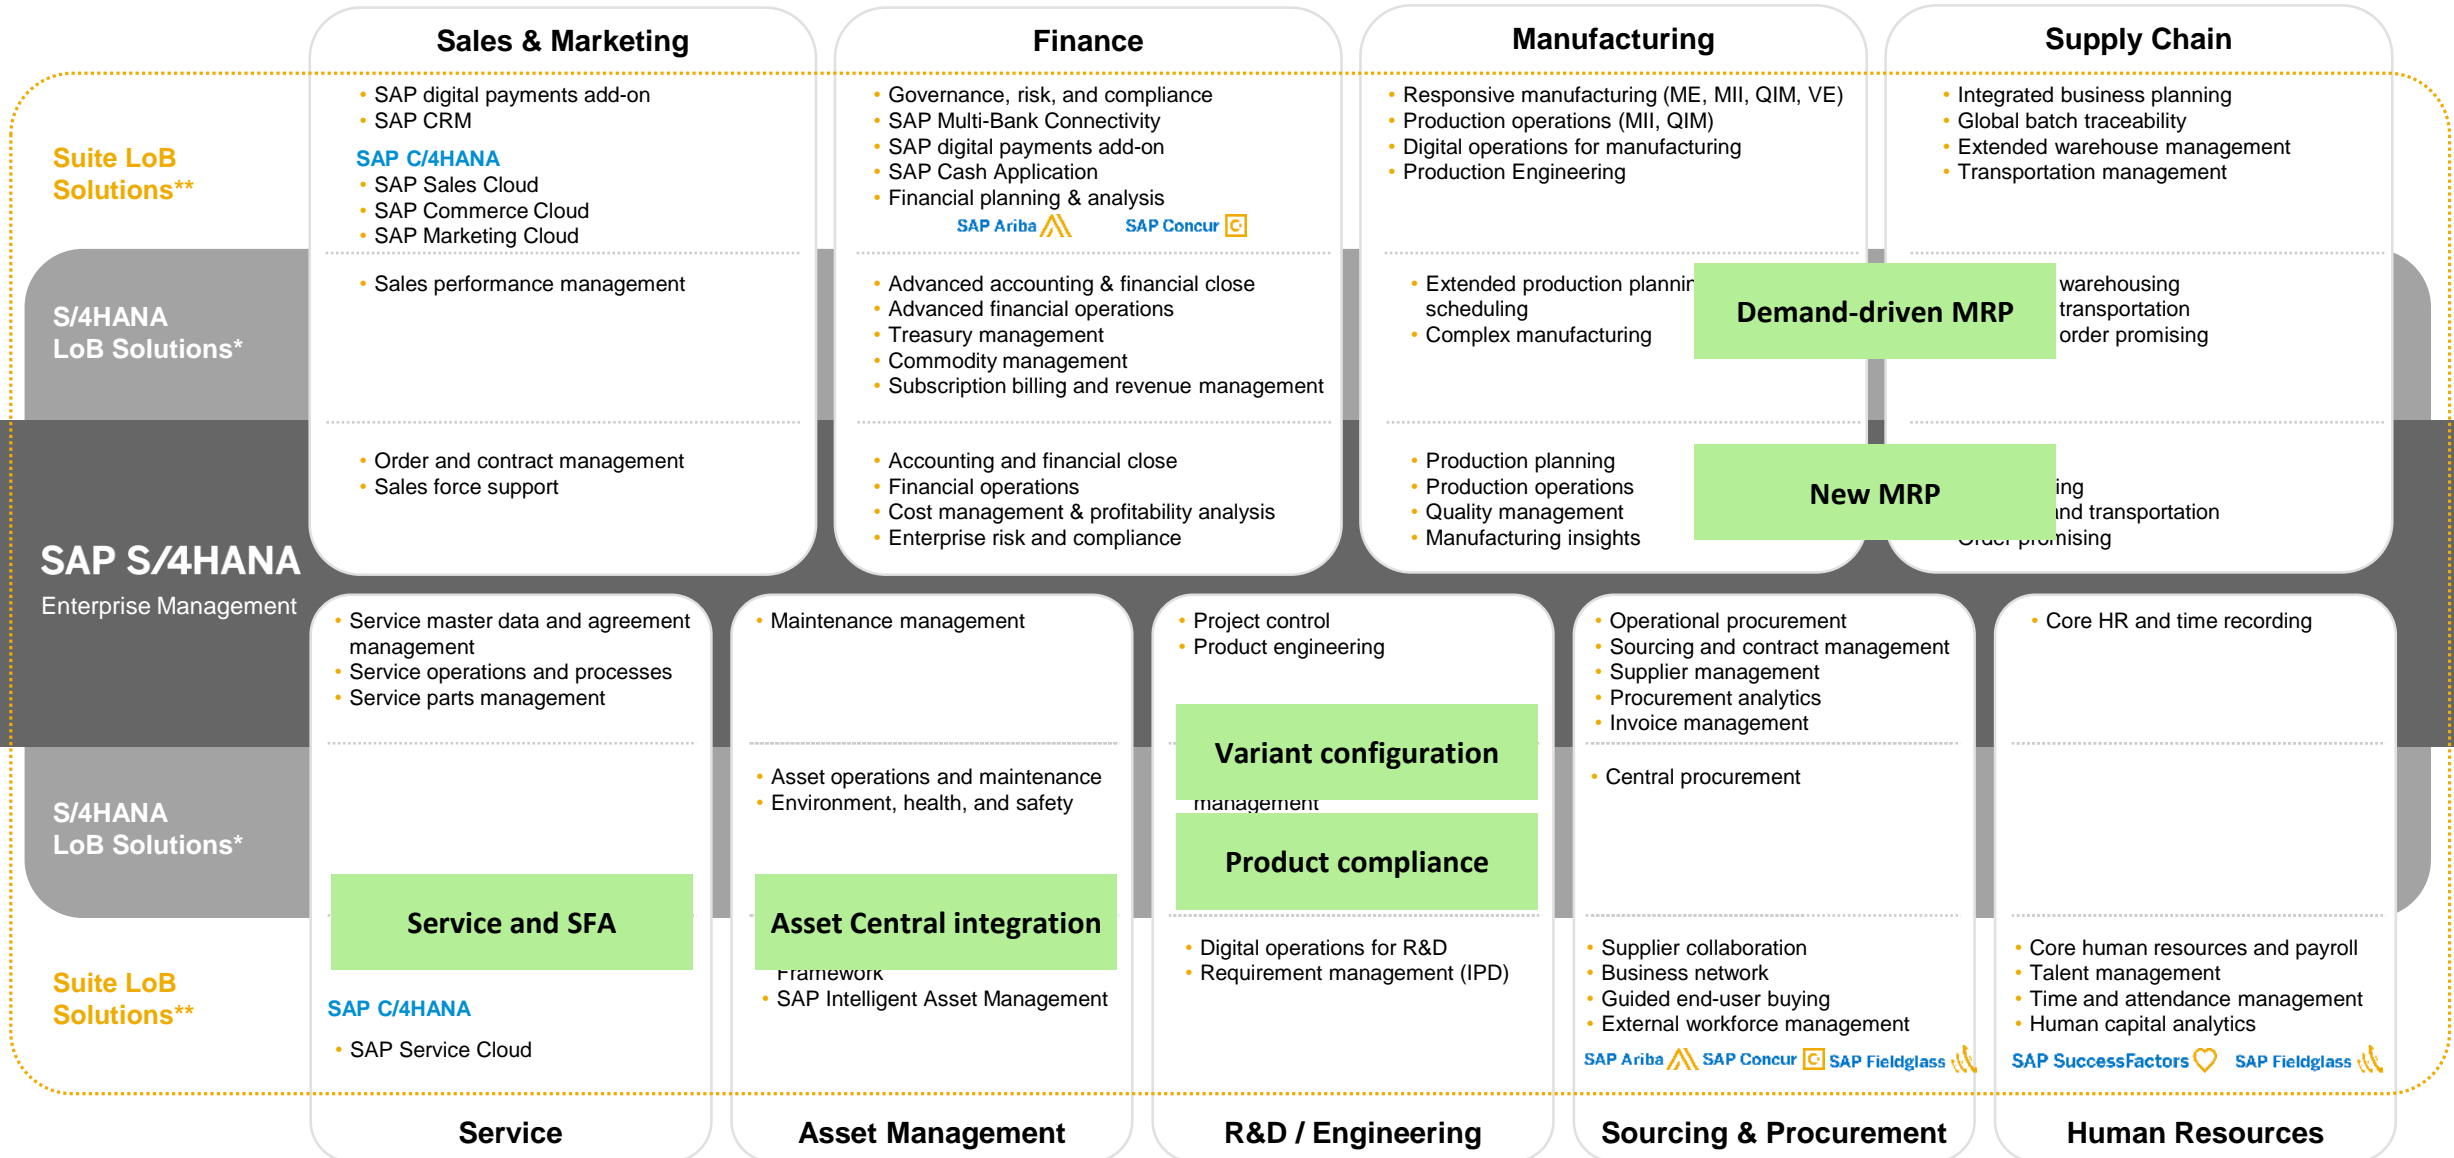 Sales & Marketing
Finance
Manufacturing
Supply Chain
Suite LoB
Solutions**
• SAP digital payments add-on
• SAP CRM
SAP C/4HANA
• SAP Sales Cloud
• SAP Commerce Cloud
• SAP Marketing Cloud
• Governance, risk, and compliance
• SAP Multi-Bank Connectivity
• SAP digital payments add-on
• SAP Cash Application
• Financial planning & analysis
SAP Ariba
SAP Concur
• Responsive manufacturing (ME, MII, QIM, VE)
• Production operations (MII, QIM)
• Digital operations for manufacturing
• Production Engineering
• Integrated business planning
• Global batch traceability
• Extended warehouse management
• Transportation management
S/4HANA
LoB Solutions*
• Sales performance management
• Advanced accounting & financial close
• Advanced financial operations
• Treasury management
• Commodity management
• Subscription billing and revenue management
• Extended production
scheduling
• Complex manufacturing
Demand-driven MRP
warehousing
transportation
order promising
SAP S/4HANA
Enterprise Management
• Order and contract management
• Sales force support
• Accounting and financial close
• Financial operations
• Cost management & profitability analysis
• Enterprise risk and compliance
• Production planning
• Production operations
• Quality management
• Manufacturing insights
New MRP
and transportation
Order promising
• Service master data and agreement
management
• Service operations and processes
• Service parts management
• Maintenance management
• Project control
• Product engineering
• Operational procurement
• Sourcing and contract management
• Supplier management
• Procurement analytics
• Invoice management
• Core HR and time recording
S/4HANA
LoB Solutions*
• Asset operations and maintenance
• Environment, health, and safety
Variant configuration
management
Product compliance
• Central procurement
Service and SFA
Asset Central integration
Suite LoB
Solutions**
SAP C/4HANA
• SAP Service Cloud
Framework
• SAP Intelligent Asset Management
• Digital operations for R&D
• Requirement management (IPD)
• Supplier collaboration
• Business network
• Guided end-user buying
• External workforce management
SAP Ariba
SAP Concur
SAP Fieldglass
• Core human resources and payroll
• Talent management
• Time and attendance management
• Human capital analytics
SAP SuccessFactors
SAP Fieldglass
Service
Asset Management
R&D / Engineering
Sourcing & Procurement
Human Resources